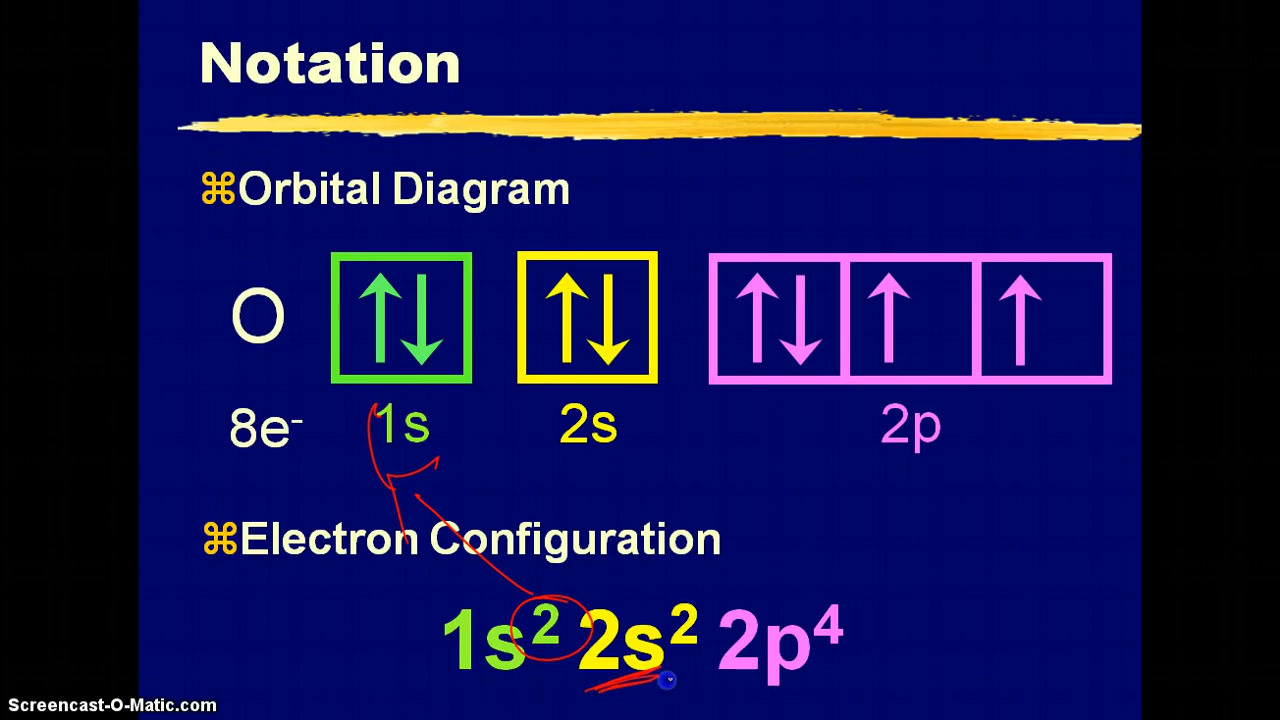 Notation
⌘Orbital Diagram
O
8e⁻ 1s 2s 2p
⌘Electron Configuration
1s² 2s² 2p⁴
Screencast-O-Matic.com